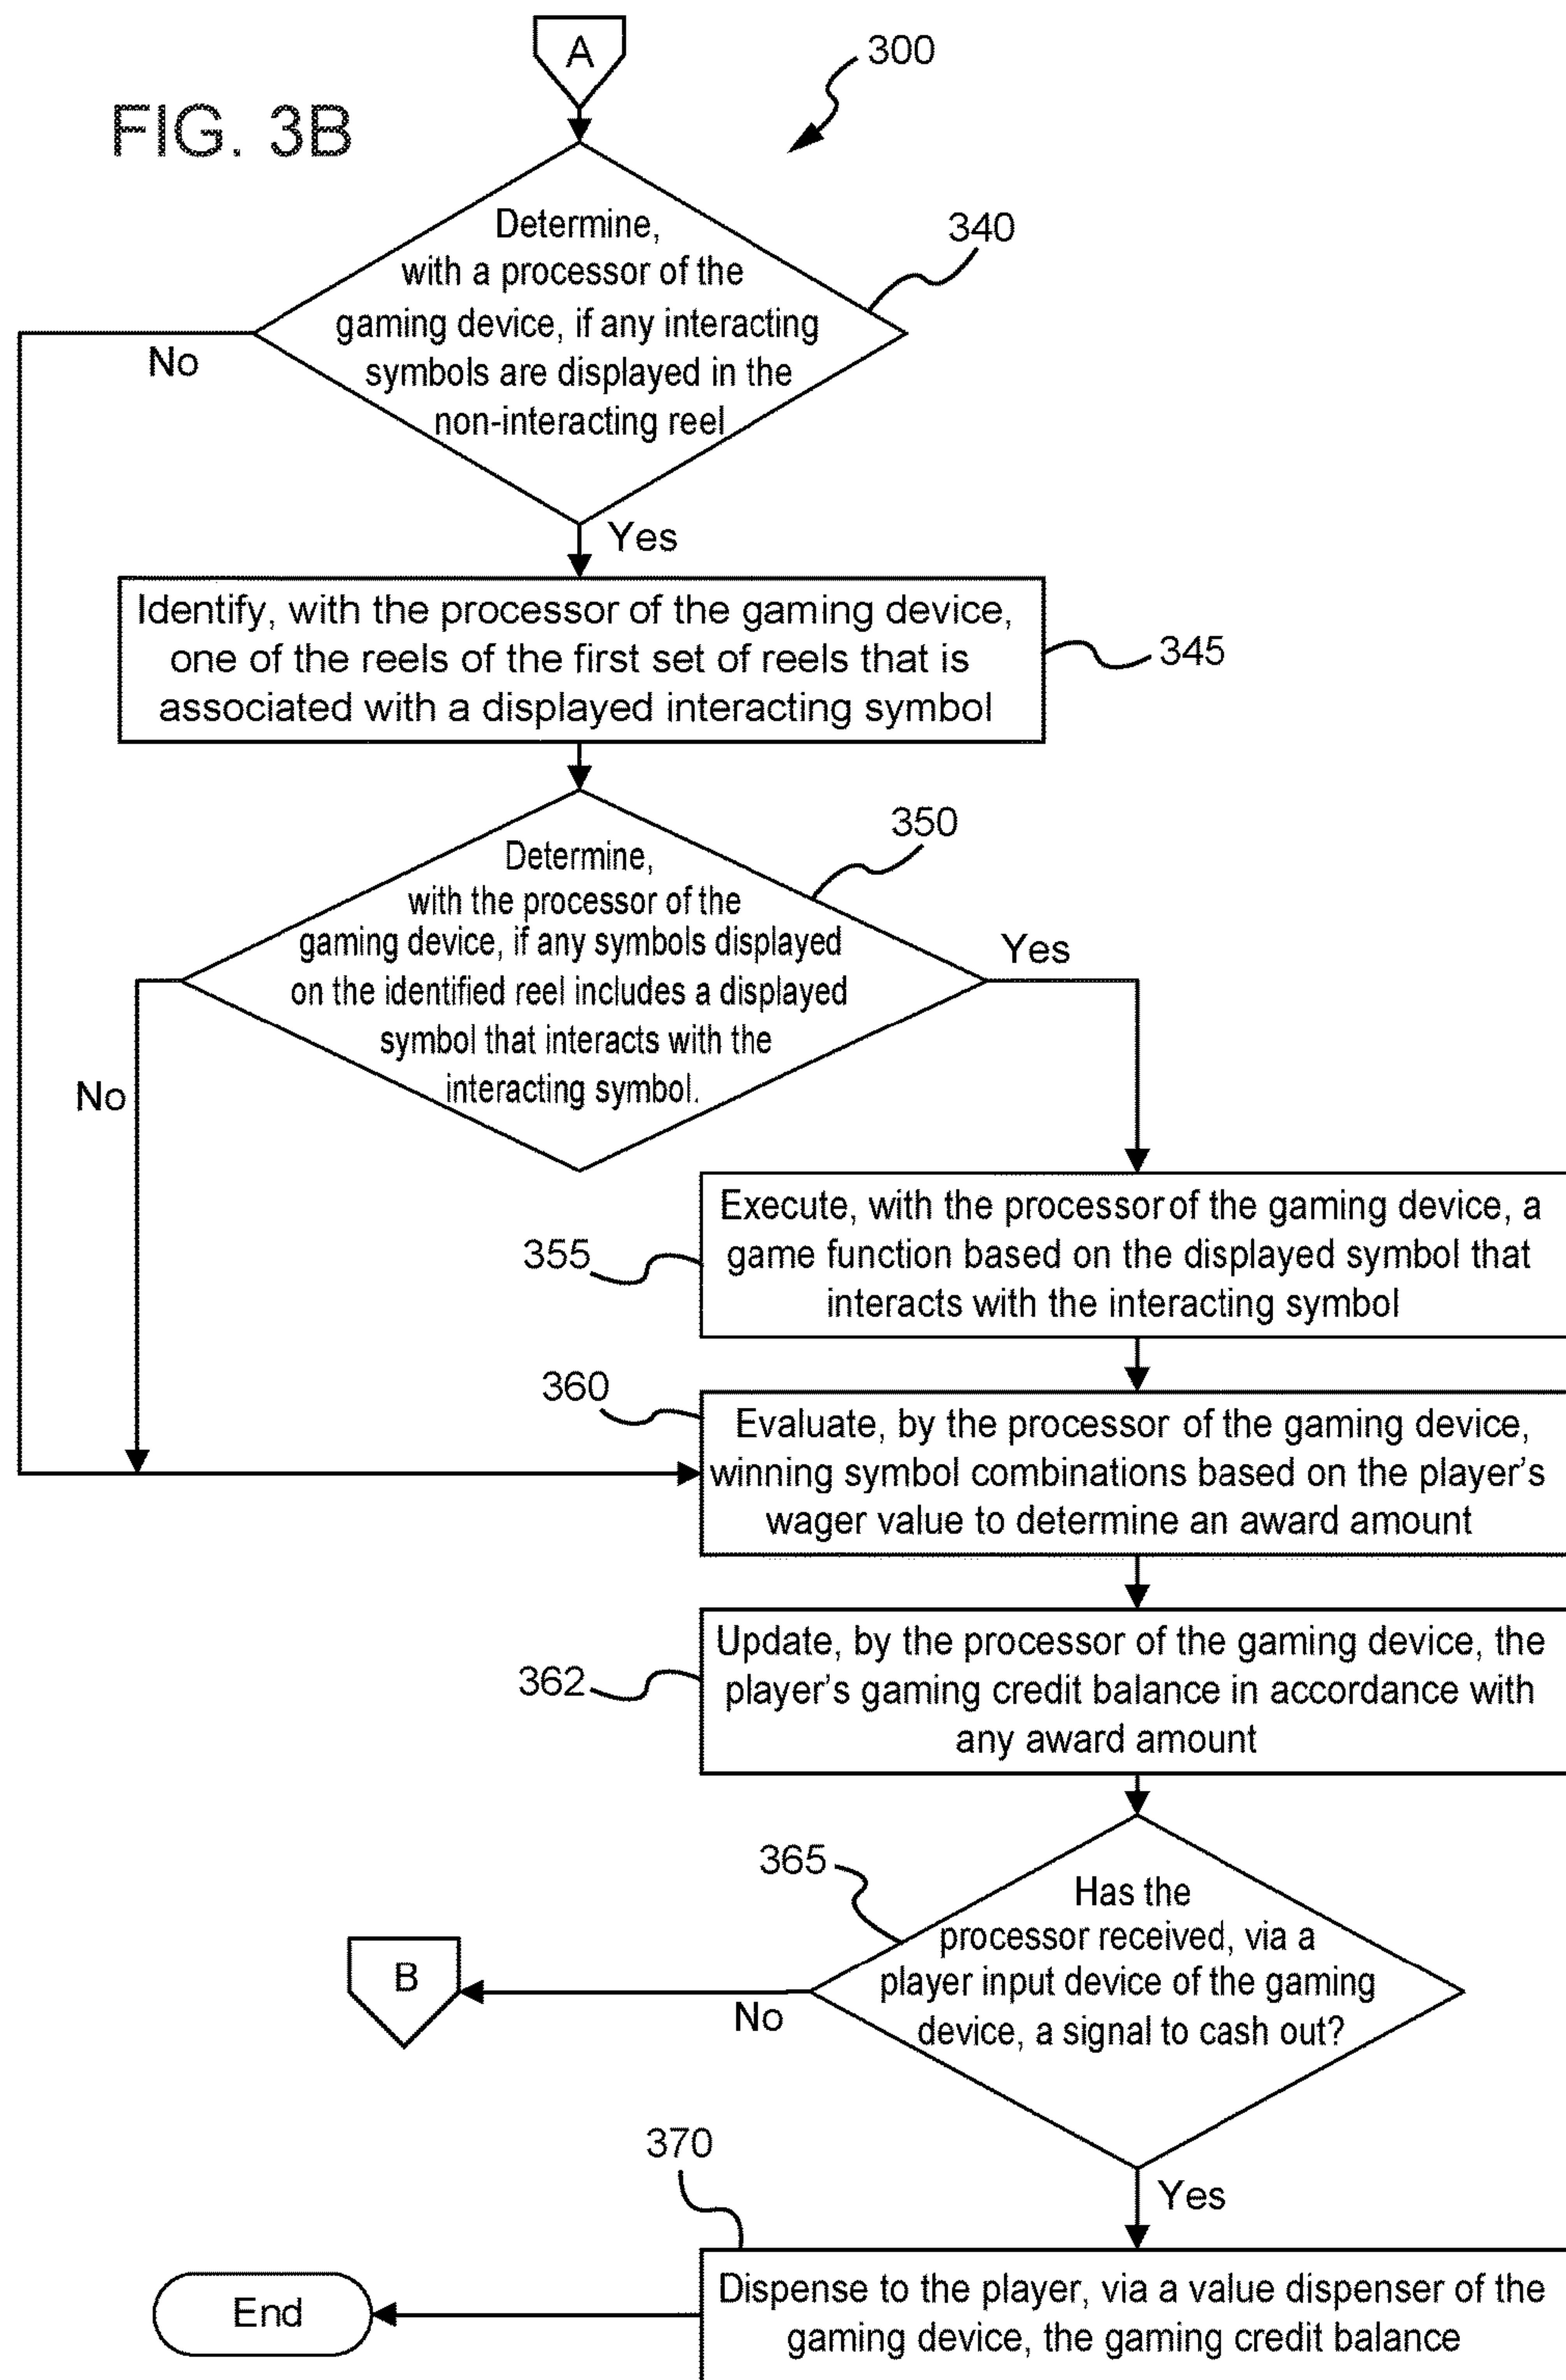 A
300
FIG. 3B
Determine,
with a processor of the
gaming device, if any interacting
symbols are displayed in the
non-interacting reel
340
No
Yes
Identify, with the processor of the gaming device,
one of the reels of the first set of reels that is
associated with a displayed interacting symbol
345
Determine,
with the processor of the
gaming device, if any symbols displayed
on the identified reel includes a displayed
symbol that interacts with the
interacting symbol.
350
Yes
No
Execute, with the processor of the gaming device, a
game function based on the displayed symbol that
interacts with the interacting symbol
355
360
Evaluate, by the processor of the gaming device,
winning symbol combinations based on the player's
wager value to determine an award amount
Update, by the processor of the gaming device, the
player's gaming credit balance in accordance with
any award amount
362
365
Has the
processor received, via a
player input device of the gaming
device, a signal to cash out?
B
No
Yes
370
Dispense to the player, via a value dispenser of the
gaming device, the gaming credit balance
End